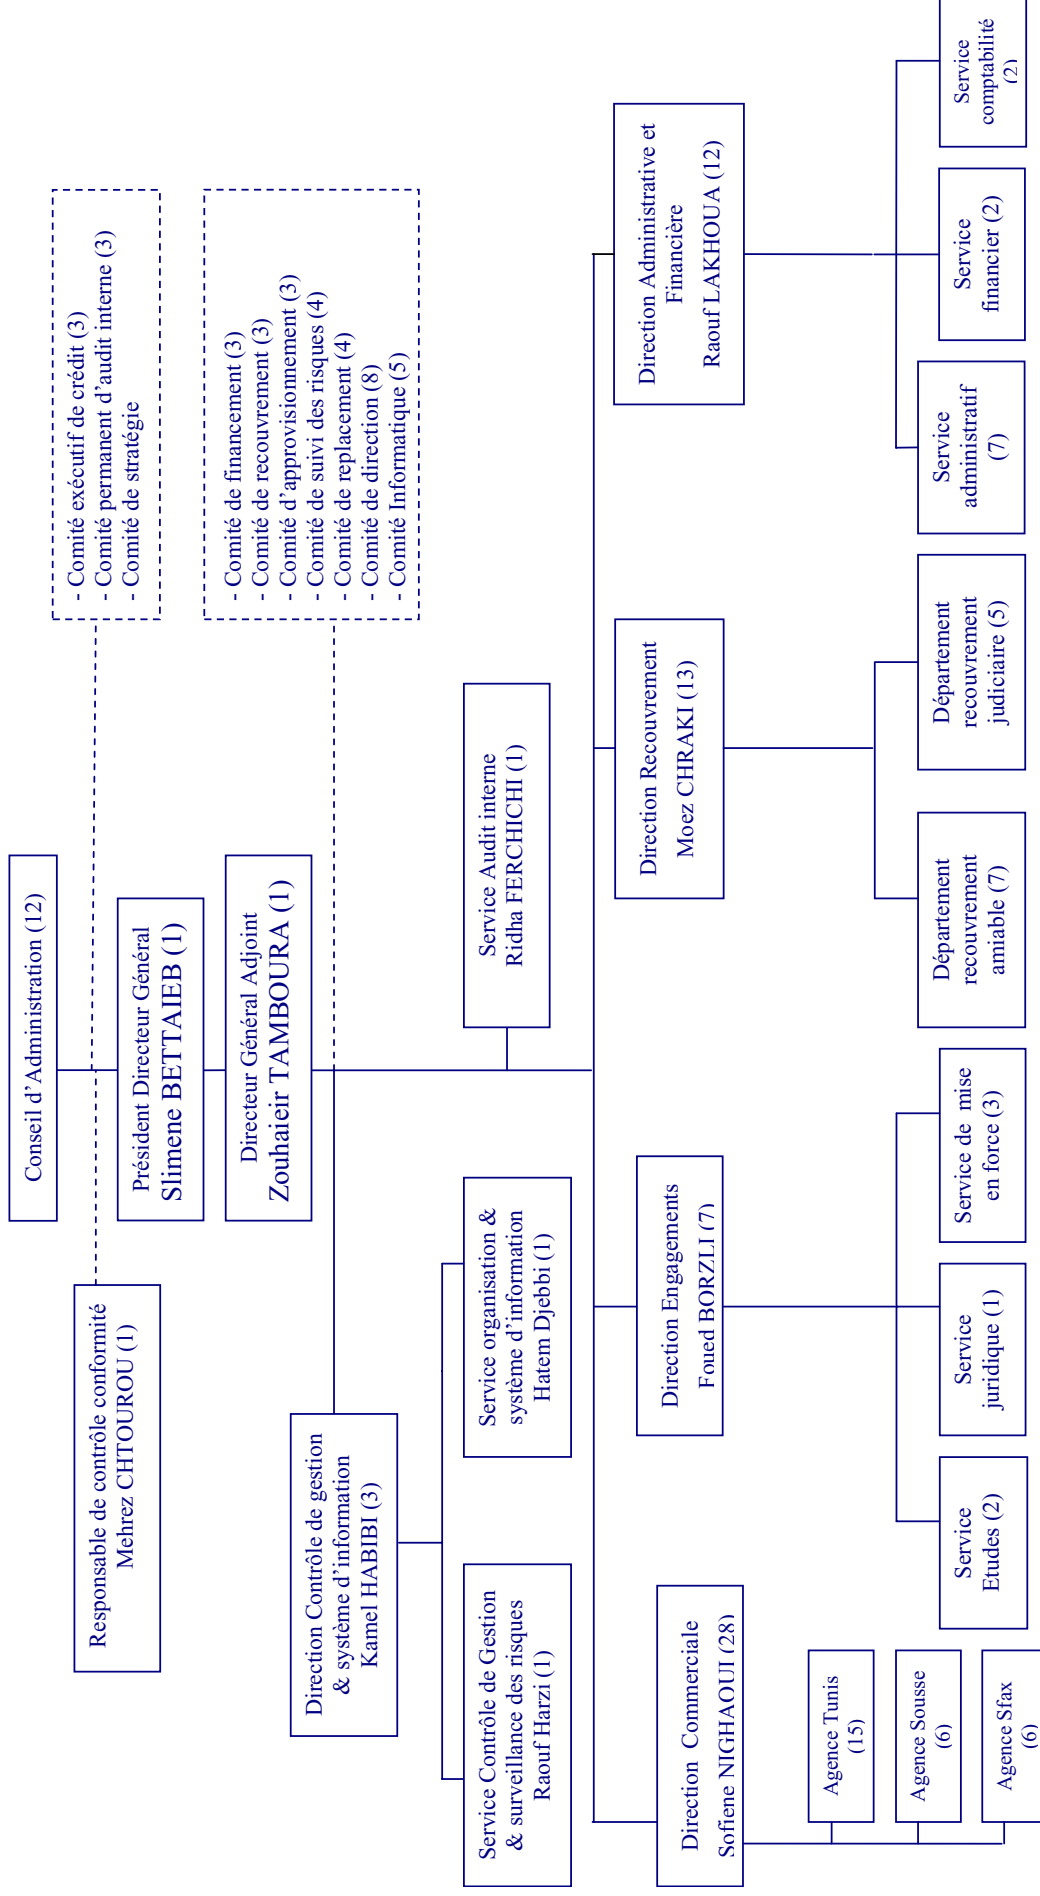 Conseil d'Administration (12)
- Comité exécutif de crédit (3)
- Comité permanent d'audit interne (3)
- Comité de stratégie
Responsable de contrôle conformité
Mehrez CHTOUROU (1)
Président Directeur Général
Slimene BETTAIEB (1)
Directeur Général Adjoint
Zouhaieir TAMBOURA (1)
- Comité de financement (3)
- Comité de recouvrement (3)
- Comité d'approvisionnement (3)
- Comité de suivi des risques (4)
- Comité de replacement (4)
- Comité de direction (8)
- Comité Informatique (5)
Direction Contrôle de gestion
& système d'information
Kamel HABIBI (3)
Service Contrôle de Gestion
& surveillance des risques
Raouf Harzi (1)
Service organisation &
système d'information
Hatem Djebbi (1)
Service Audit interne
Ridha FERCHICHI (1)
Direction Commerciale
Sofiene NIGHAOUI (28)
Direction Engagements
Foued BORZLI (7)
Direction Recouvrement
Moez CHRAKI (13)
Direction Administrative et
Financière
Raouf LAKHOUA (12)
Agence Tunis
(15)
Agence Sousse
(6)
Agence Sfax
(6)
Service
Etudes (2)
Service
juridique (1)
Service de mise
en force (3)
Département
recouvrement
amiable (7)
Département
recouvrement
judiciaire (5)
Service
administratif
(7)
Service
financier (2)
Service
comptabilité
(2)